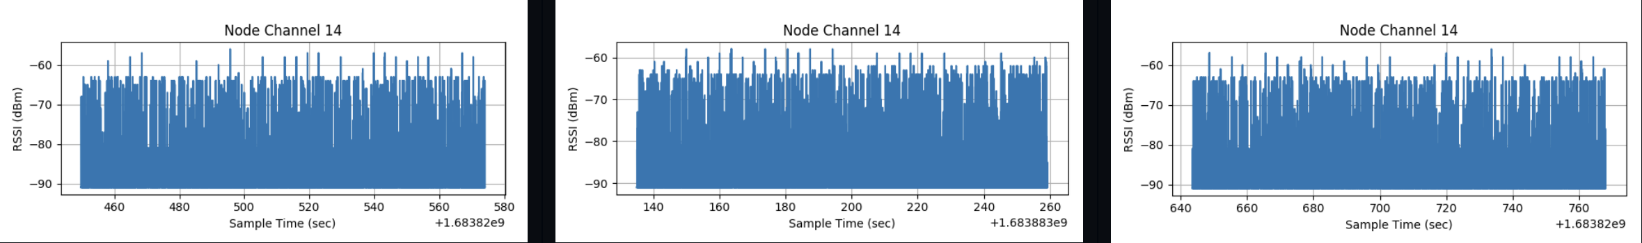 Node Channel 14
−60
−70
−80
−90
RSSI (dBm)
460 480 500 520 540 560 580
Sample Time (sec)
+1.68382e9
Node Channel 14
−60
−70
−80
−90
RSSI (dBm)
140 160 180 200 220 240 260
Sample Time (sec)
+1.683883e9
Node Channel 14
−60
−70
−80
−90
RSSI (dBm)
640 660 680 700 720 740 760
Sample Time (sec)
+1.68382e9